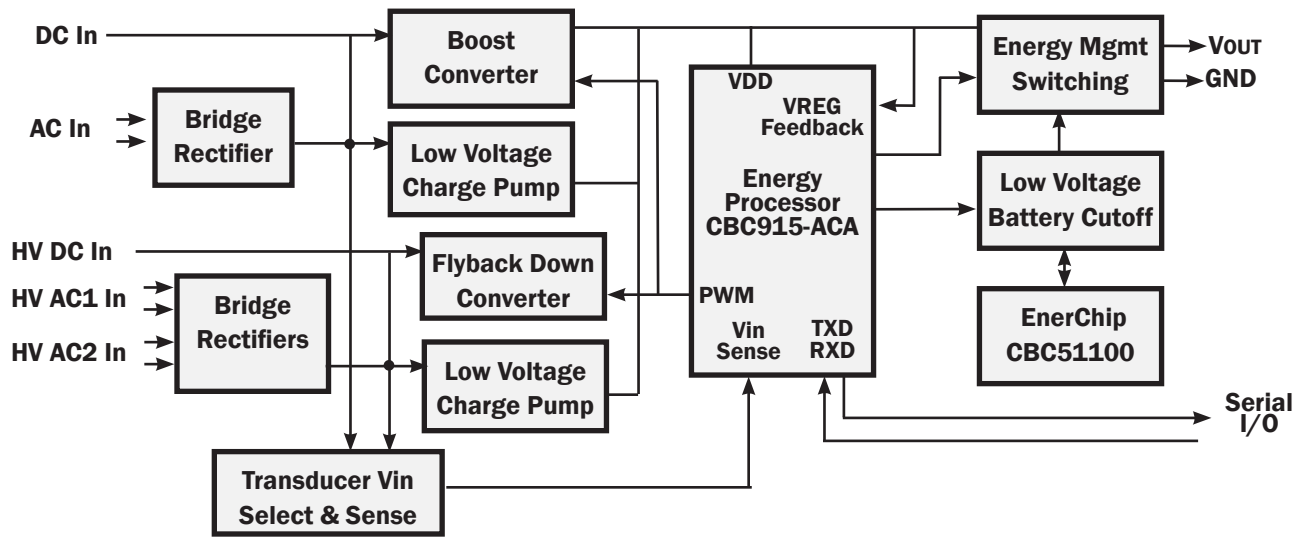 DC In
Boost
Converter
AC In
Bridge
Rectifier
Low Voltage
Charge Pump
HV DC In
HV AC1 In
HV AC2 In
Bridge
Rectifiers
Flyback Down
Converter
Low Voltage
Charge Pump
Transducer Vin
Select & Sense
VDD
VREG
Feedback
Energy
Processor
CBC915-ACA
PWM
Vin
Sense
TXD
RXD
Energy Mgmt
Switching
VOUT
GND
Low Voltage
Battery Cutoff
EnerChip
CBC51100
Serial
I/O